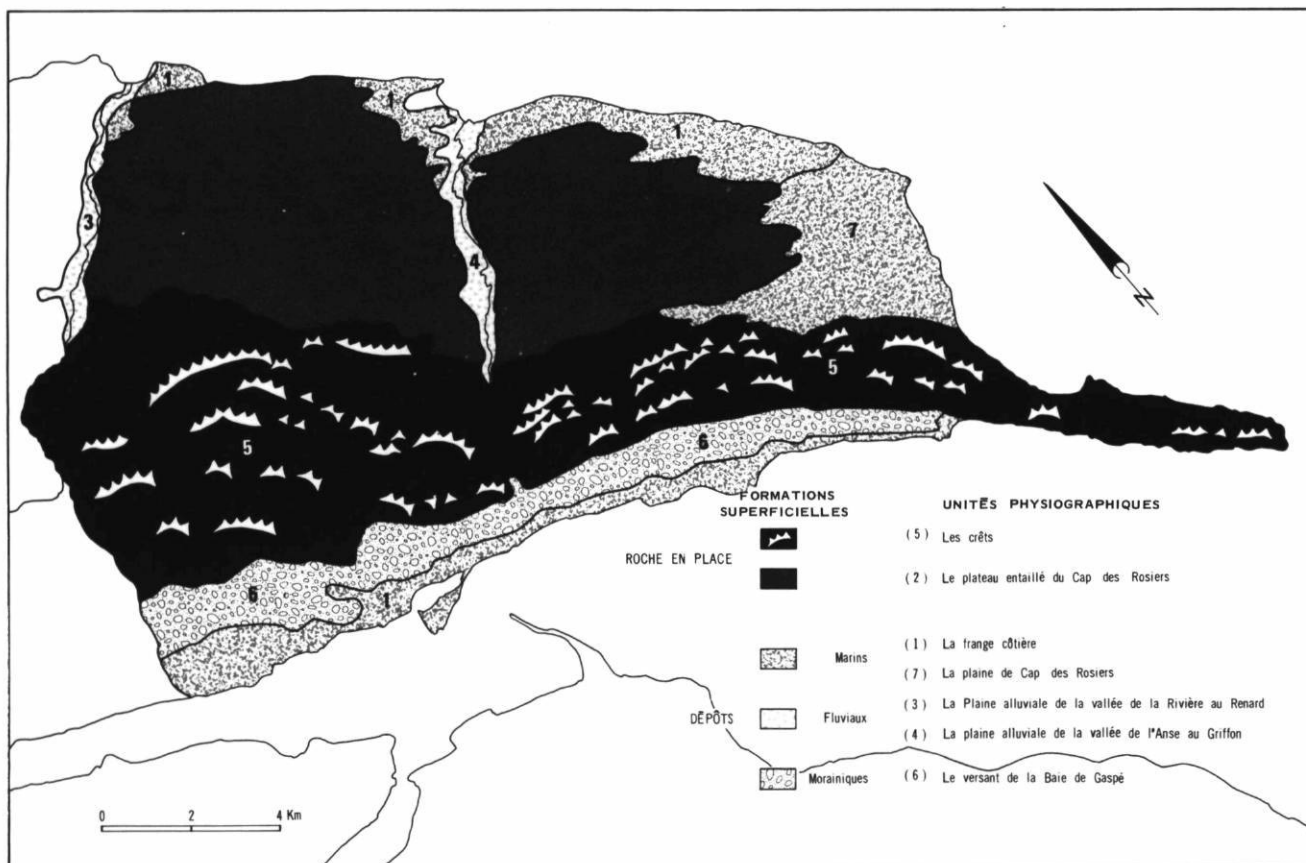 1
1
1
3
7
4
5
5
6
6
1
N
FORMATIONS
SUPERFICIELLES
UNITĒS PHYSIOGRAPHIQUES
ROCHE EN PLACE
(5) Les crêts
(2) Le plateau entaillé du Cap des Rosiers
DĒPÔTS
Marins
(1) La frange côtière
(7) La plaine de Cap des Rosiers
Fluviaux
(3) La Plaine alluviale de la vallée de la Rivière au Renard
(4) La plaine alluviale de la vallée de l'Anse au Griffon
Morainiques
(6) Le versant de la Baie de Gaspé
0 2 4 Km